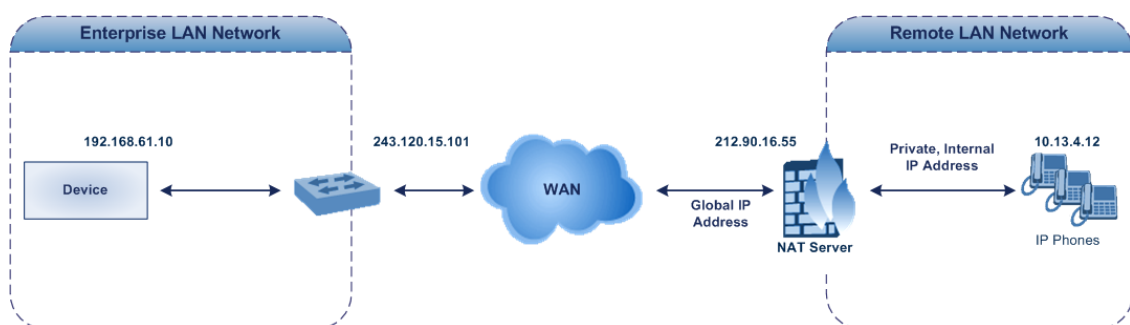 Enterprise LAN Network
Remote LAN Network
192.168.61.10
243.120.15.101
212.90.16.55
Private, Internal
IP Address
10.13.4.12
Device
WAN
Global IP
Address
NAT Server
IP Phones